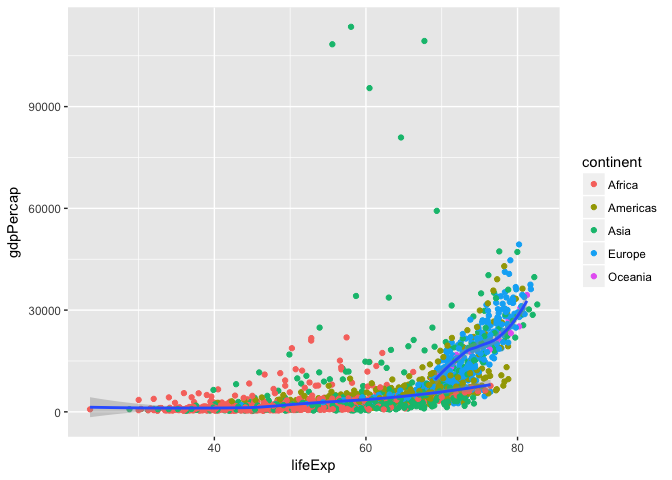 90000
60000
30000
0
gdpPercap
40
60
80
lifeExp
continent
Africa
Americas
Asia
Europe
Oceania